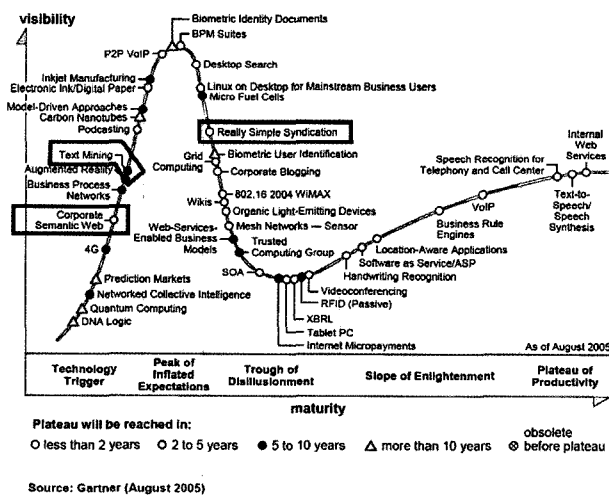 visibility
Biometric Identity Documents
BPM Suites
P2P VoIP
Desktop Search
Inkjet Manufacturing
Electronic Ink/Digital Paper
Linux on Desktop for Mainstream Business Users
Micro Fuel Cells
Model-Driven Approaches
Carbon Nanotubes
Podcasting
Really Simple Syndication
Text Mining
Augmented Reality
Business Process
Networks
Grid
Computing
Biometric User Identification
Corporate Blogging
Speech Recognition for
Telephony and Call Center
Internal
Web
Services
Text-to-
Speech/
Speech
Synthesis
Wikis
802.16 2004 WiMAX
Organic Light-Emitting Devices
VoIP
Corporate
Semantic Web
Mesh Networks — Sensor
Business Rule
Engines
4G
Web-Services-
Enabled Business
Models
Trusted
Computing Group
Location-Aware Applications
Software as Service/ASP
Handwriting Recognition
SOA
Prediction Markets
Networked Collective Intelligence
Quantum Computing
DNA Logic
Videoconferencing
RFID (Passive)
XBRL
Tablet PC
Internet Micropayments
As of August 2005
Technology
Trigger
Peak of
Inflated
Expectations
Trough of
Disillusionment
Slope of Enlightenment
Plateau of
Productivity
maturity
Plateau will be reached in:
less than 2 years
2 to 5 years
5 to 10 years
more than 10 years
obsolete
before plateau
Source: Gartner (August 2005)